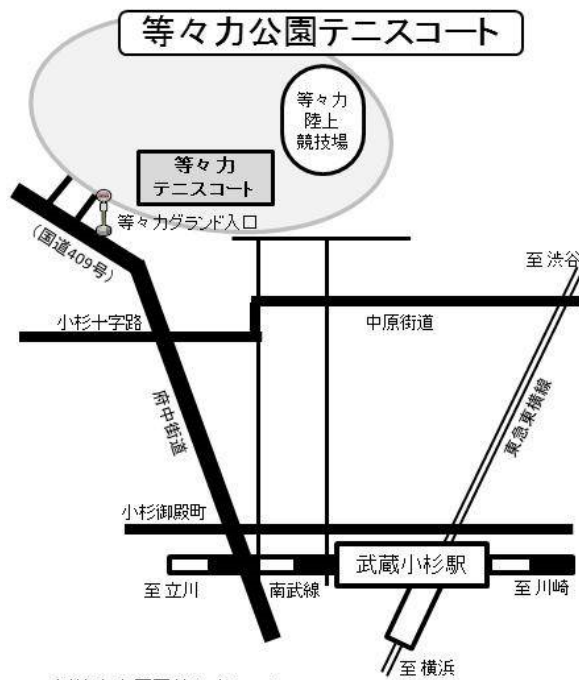 等々力公園テニスコート
等々力
陸上
競技場
等々力
テニスコート
等々力グランド入口
(国道409号)
至 渋谷
小杉十字路
中原街道
府中街道
東急東横線
小杉御殿町
武蔵小杉駅
至 立川
南武線
至 川崎
至 横浜